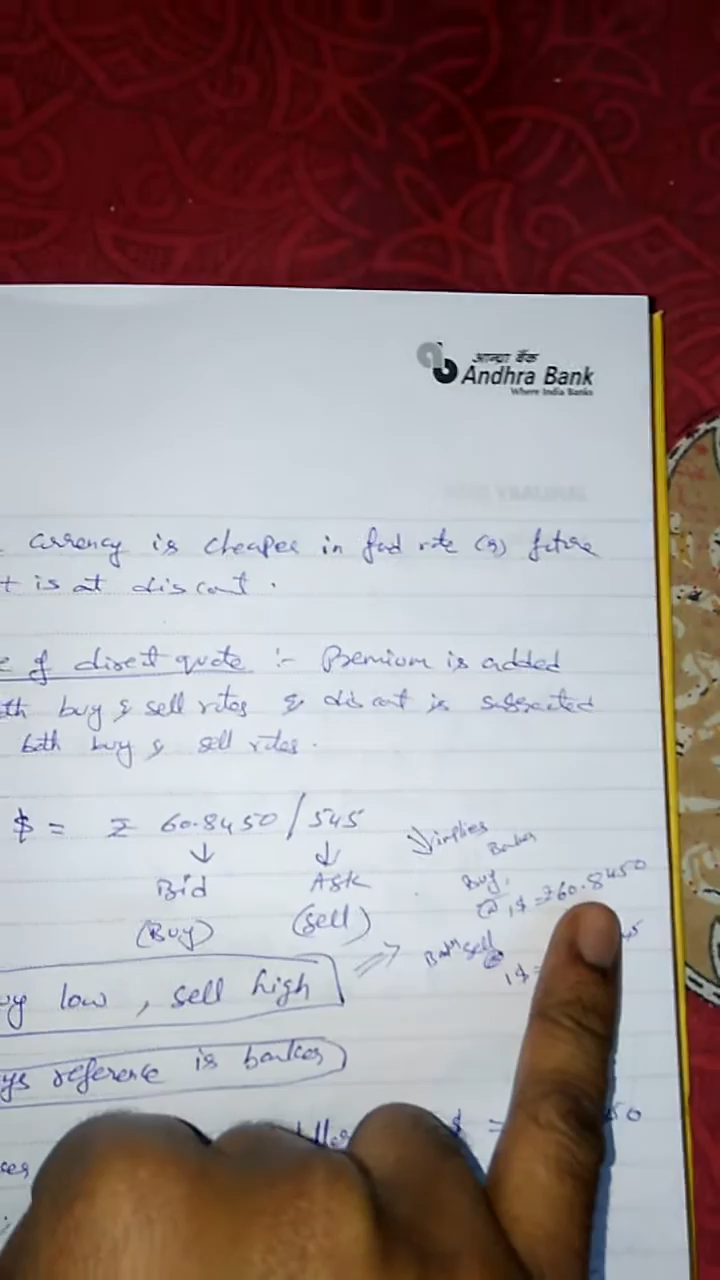 आन्ध्रा बैंक
Andhra Bank
Where India Banks
currency is cheaper in fwd rate (or) future
t is at discount.
e of direct quote :- Premium is added
th buy & sell rates & discount is subtracted
both buy & sell rates.
$ = ₹ 60.8450/545
↓ ↓
Bid Ask
(Buy) (Sell)
implies
Banker
Buy.
@ 1$ = ₹60.8450
Bank sell @
1$ =
y low, sell high
ys reference is banker
$ =
50